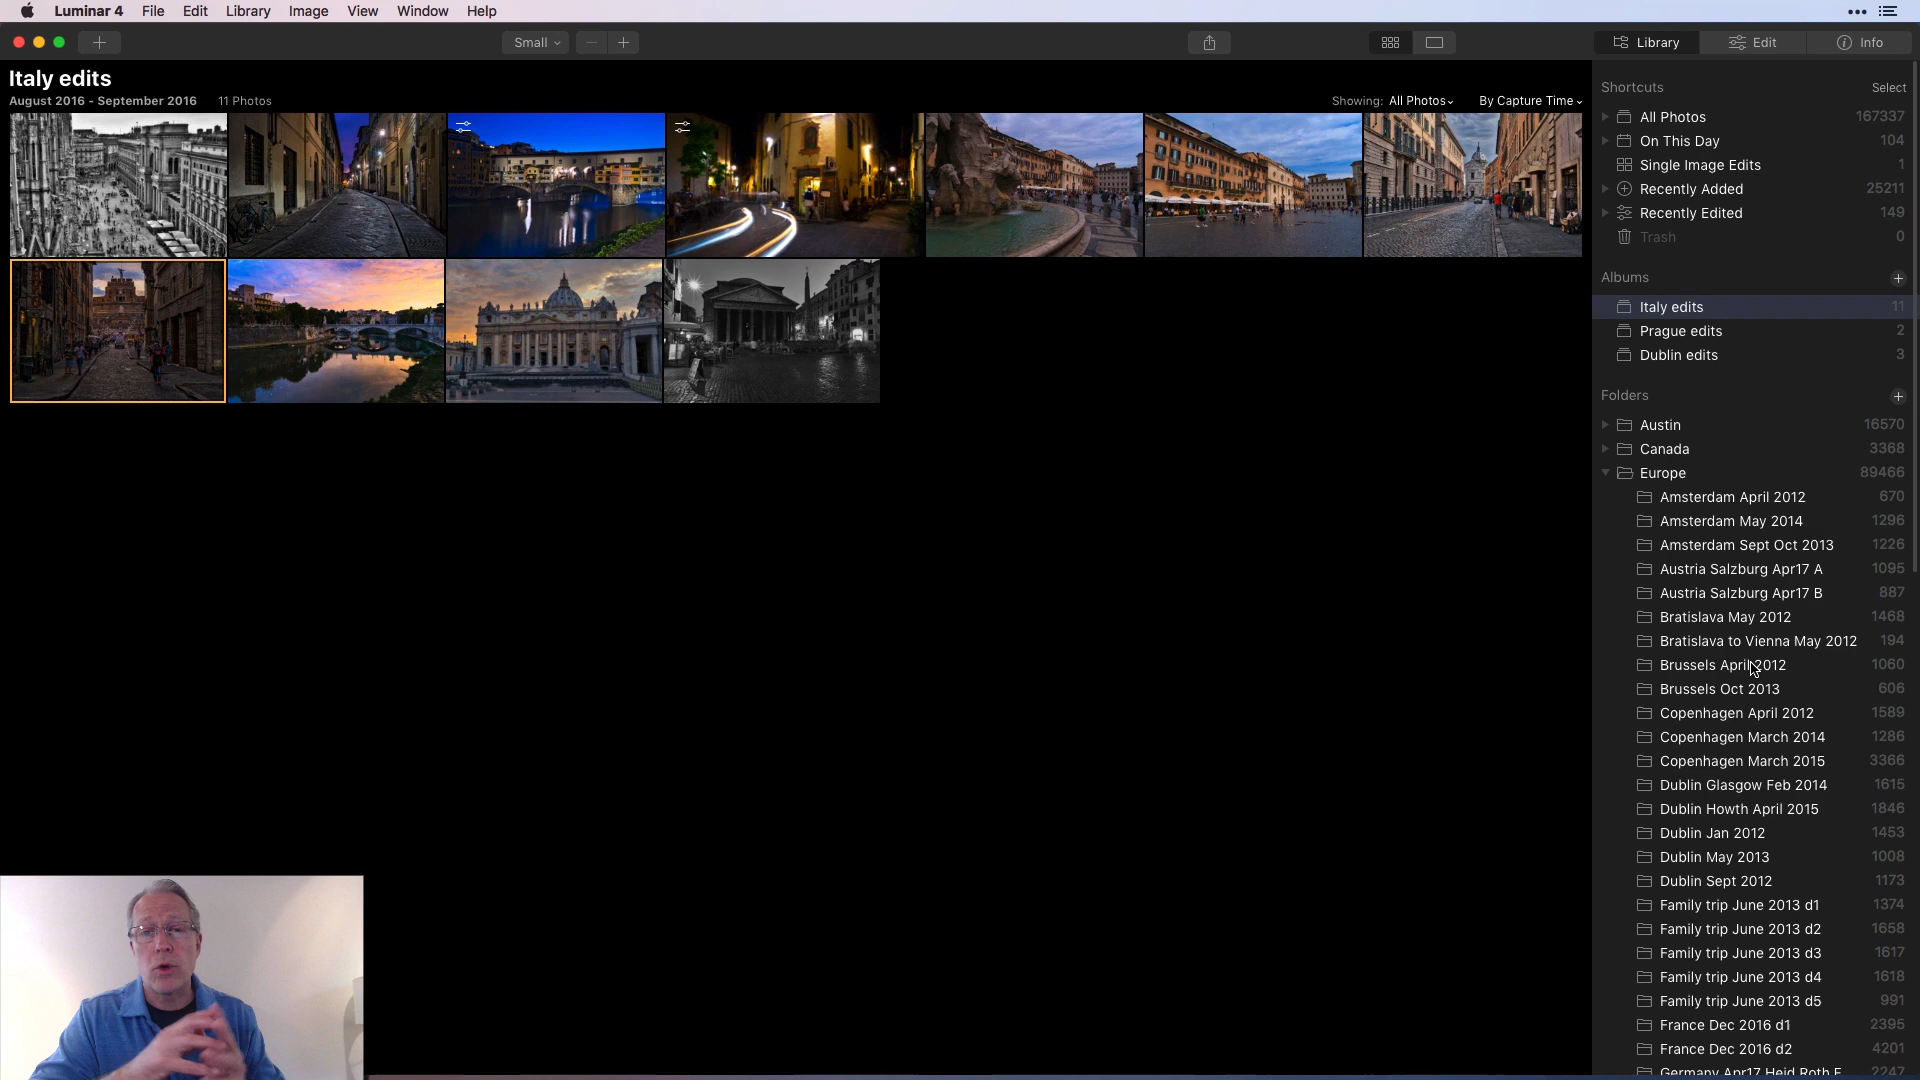 Luminar 4 File Edit Library Image View Window Help
Small
Library Edit Info
Italy edits
August 2016 - September 2016 11 Photos
Showing: All Photos By Capture Time
Shortcuts Select
All Photos 167337
On This Day 104
Single Image Edits 1
Recently Added 25211
Recently Edited 149
Trash 0
Albums
Italy edits 11
Prague edits 2
Dublin edits 3
Folders
Austin 16570
Canada 3368
Europe 89466
Amsterdam April 2012 670
Amsterdam May 2014 1296
Amsterdam Sept Oct 2013 1226
Austria Salzburg Apr17 A 1095
Austria Salzburg Apr17 B 887
Bratislava May 2012 1468
Bratislava to Vienna May 2012 194
Brussels April 2012 1060
Brussels Oct 2013 606
Copenhagen April 2012 1589
Copenhagen March 2014 1286
Copenhagen March 2015 3366
Dublin Glasgow Feb 2014 1615
Dublin Howth April 2015 1846
Dublin Jan 2012 1453
Dublin May 2013 1008
Dublin Sept 2012 1173
Family trip June 2013 d1 1374
Family trip June 2013 d2 1658
Family trip June 2013 d3 1617
Family trip June 2013 d4 1618
Family trip June 2013 d5 991
France Dec 2016 d1 2395
France Dec 2016 d2 4201
Germany Apr17 Heid Roth F 2247